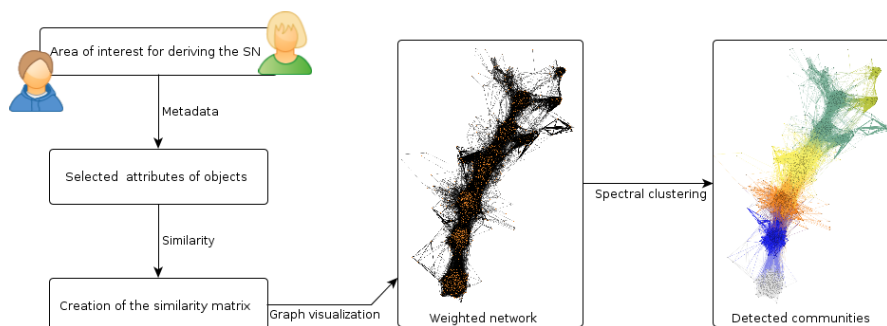 Area of interest for deriving the SN
Metadata
Selected attributes of objects
Similarity
Creation of the similarity matrix
Graph visualization
Weighted network
Spectral clustering
Detected communities